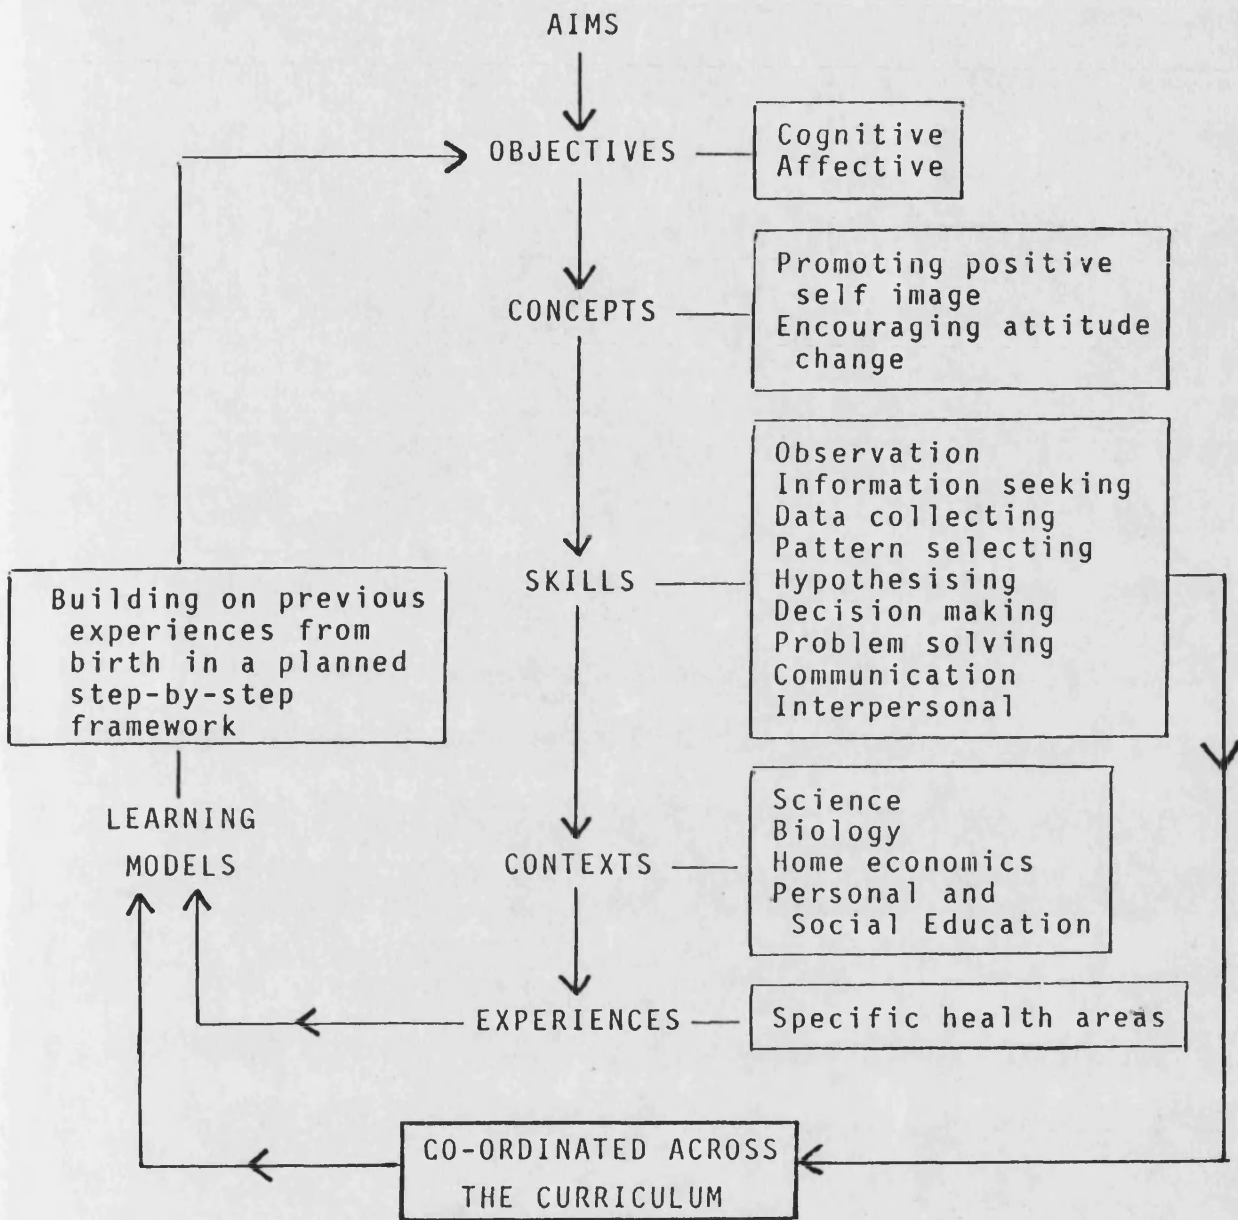 AIMS
OBJECTIVES
Cognitive
Affective
CONCEPTS
Promoting positive
self image
Encouraging attitude
change
SKILLS
Observation
Information seeking
Data collecting
Pattern selecting
Hypothesising
Decision making
Problem solving
Communication
Interpersonal
Building on previous
experiences from
birth in a planned
step-by-step
framework
LEARNING
MODELS
CONTEXTS
Science
Biology
Home economics
Personal and
Social Education
EXPERIENCES
Specific health areas
CO-ORDINATED ACROSS
THE CURRICULUM